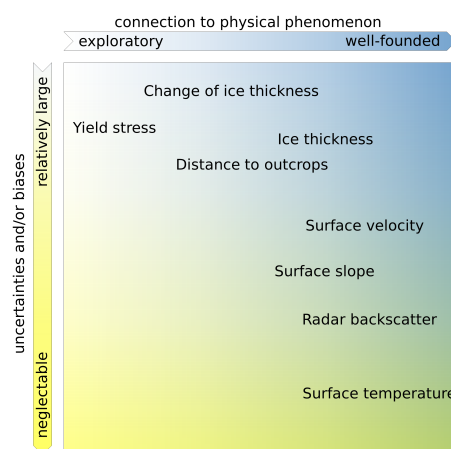 connection to physical phenomenon
exploratory well-founded
uncertainties and/or biases
relatively large
neglectable
Change of ice thickness
Yield stress
Ice thickness
Distance to outcrops
Surface velocity
Surface slope
Radar backscatter
Surface temperature